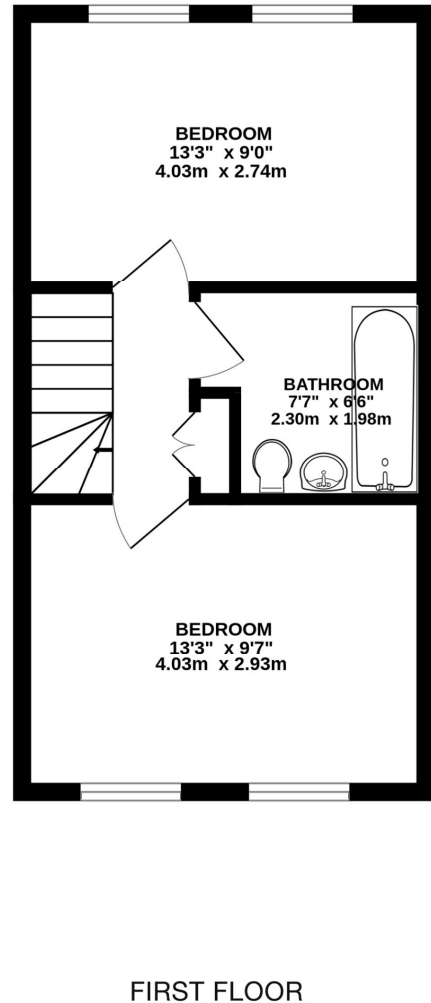 BEDROOM
13'3" x 9'0"
4.03m x 2.74m
BATHROOM
7'7" x 6'6"
2.30m x 1.98m
BEDROOM
13'3" x 9'7"
4.03m x 2.93m
FIRST FLOOR